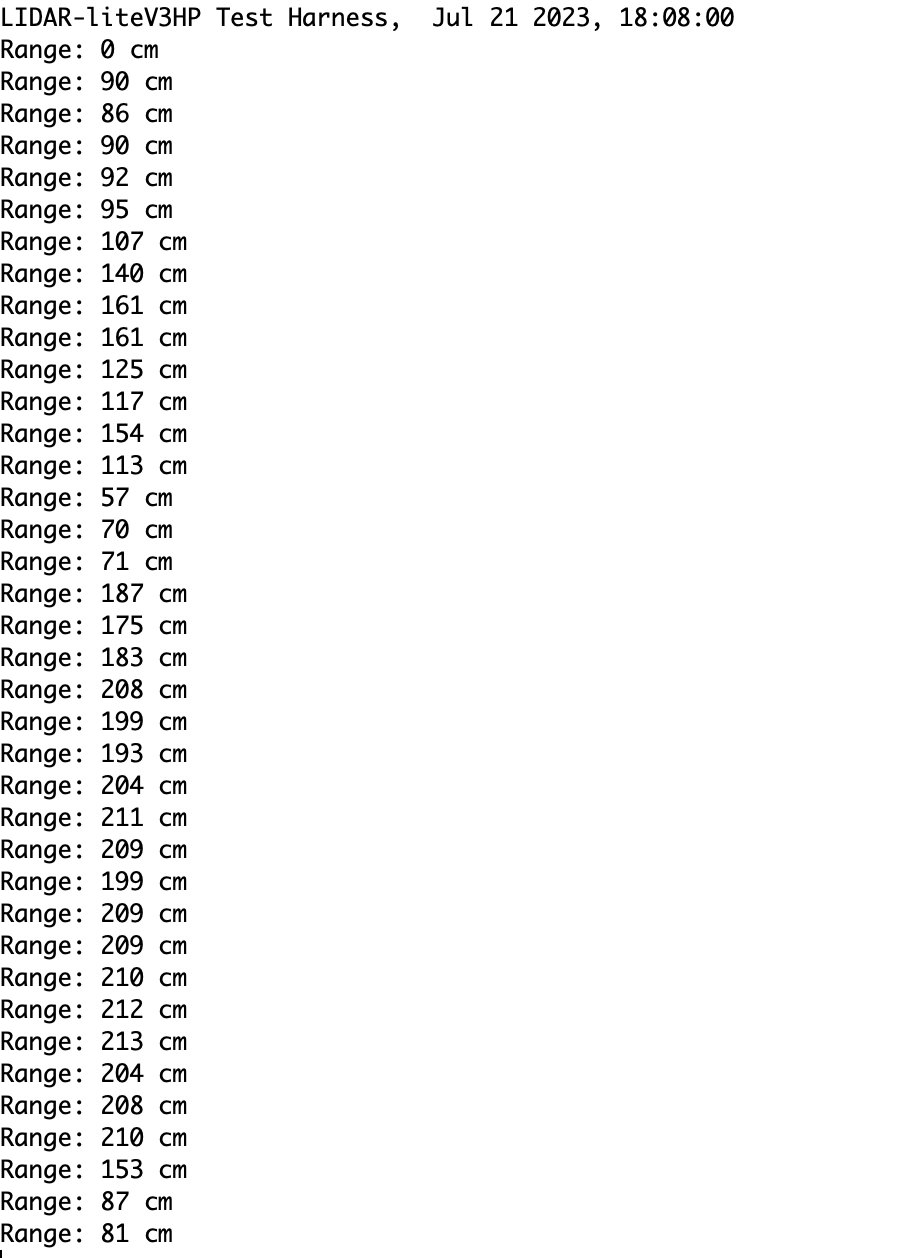 LIDAR-liteV3HP Test Harness,  Jul 21 2023, 18:08:00
Range: 0 cm
Range: 90 cm
Range: 86 cm
Range: 90 cm
Range: 92 cm
Range: 95 cm
Range: 107 cm
Range: 140 cm
Range: 161 cm
Range: 161 cm
Range: 125 cm
Range: 117 cm
Range: 154 cm
Range: 113 cm
Range: 57 cm
Range: 70 cm
Range: 71 cm
Range: 187 cm
Range: 175 cm
Range: 183 cm
Range: 208 cm
Range: 199 cm
Range: 193 cm
Range: 204 cm
Range: 211 cm
Range: 209 cm
Range: 199 cm
Range: 209 cm
Range: 209 cm
Range: 210 cm
Range: 212 cm
Range: 213 cm
Range: 204 cm
Range: 208 cm
Range: 210 cm
Range: 153 cm
Range: 87 cm
Range: 81 cm